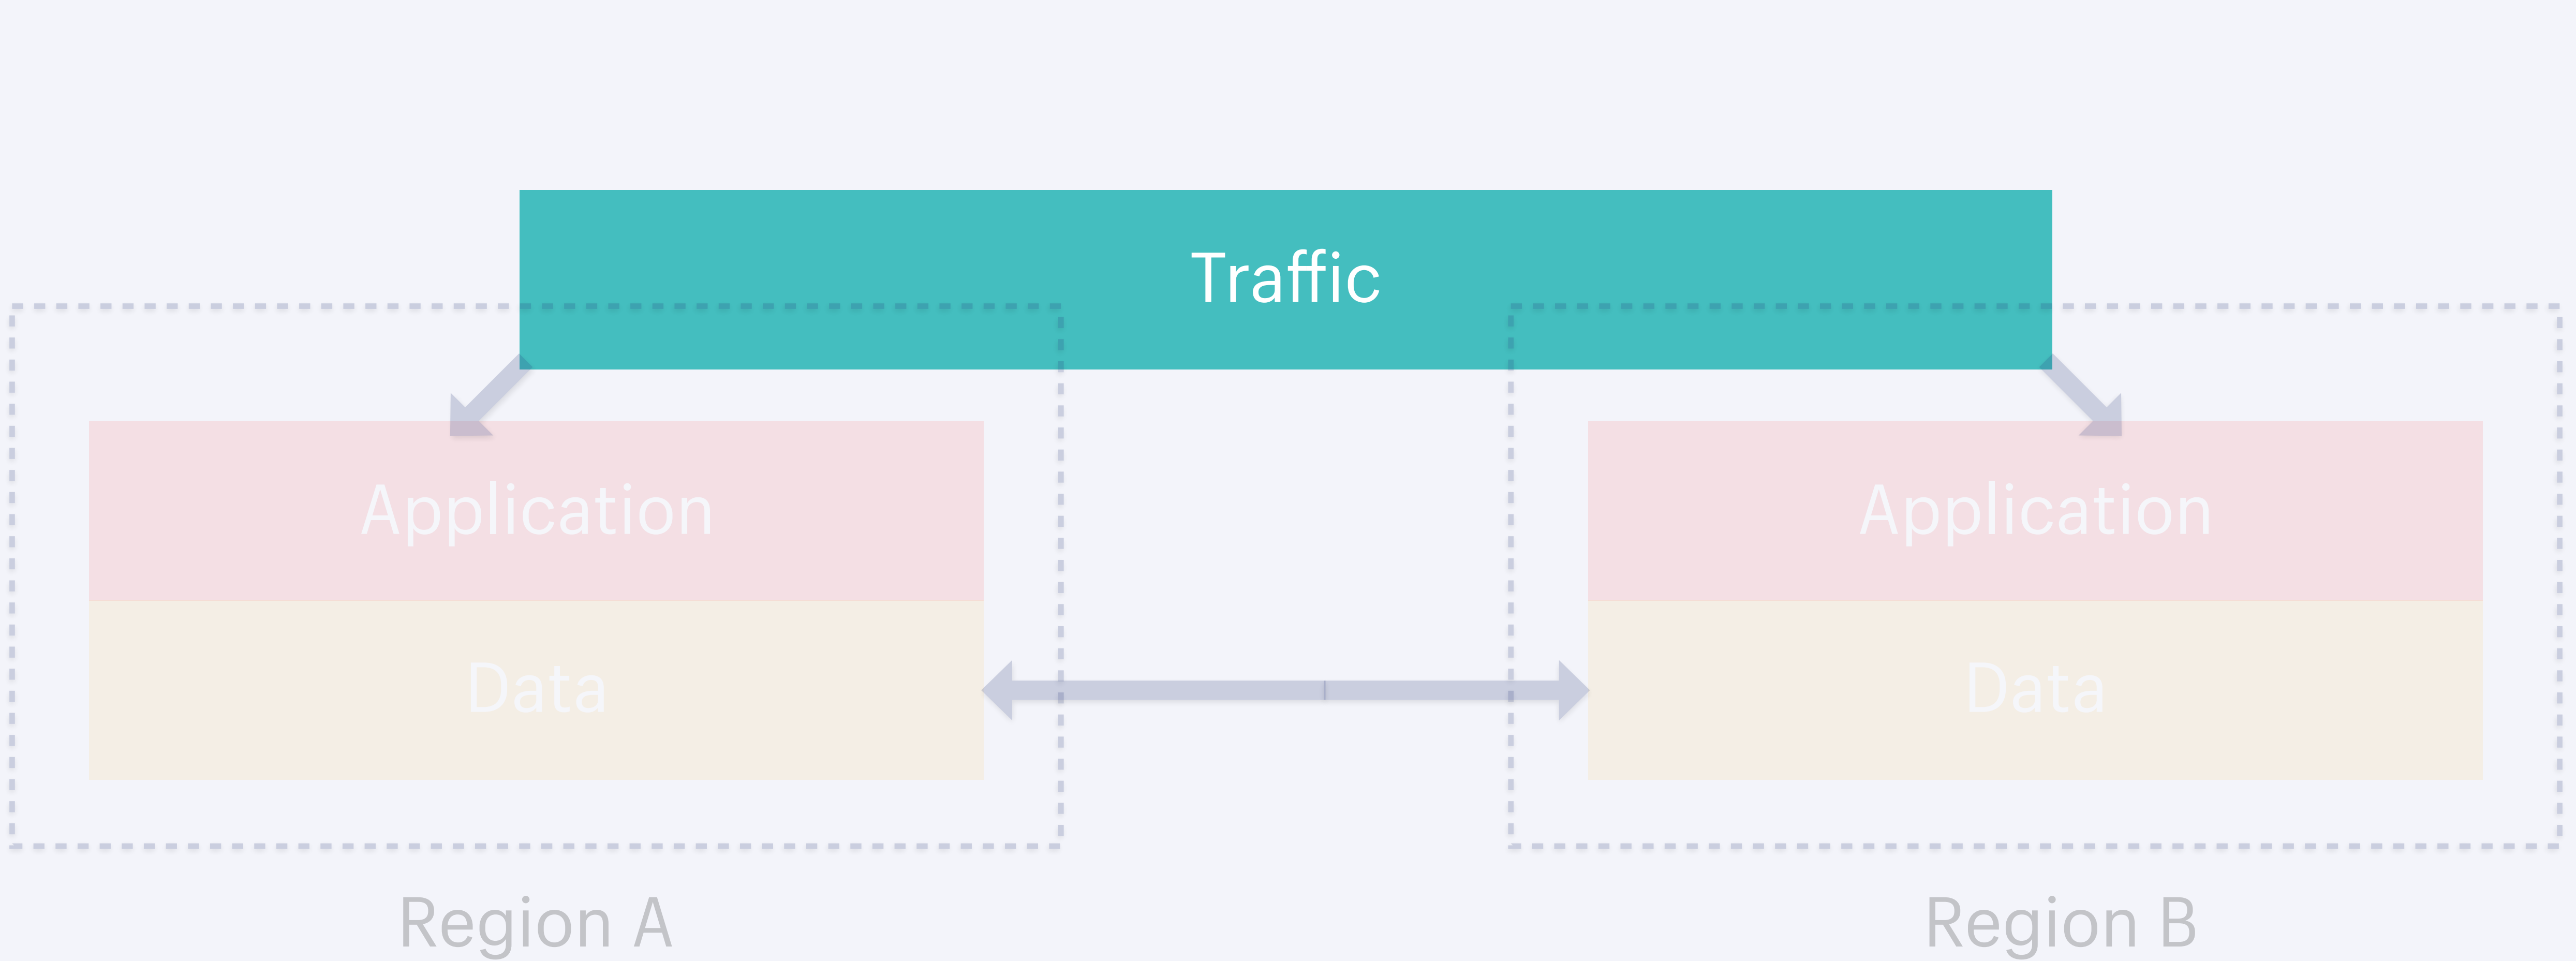 Traffic
Application
Application
Data
Data
Region A
Region B